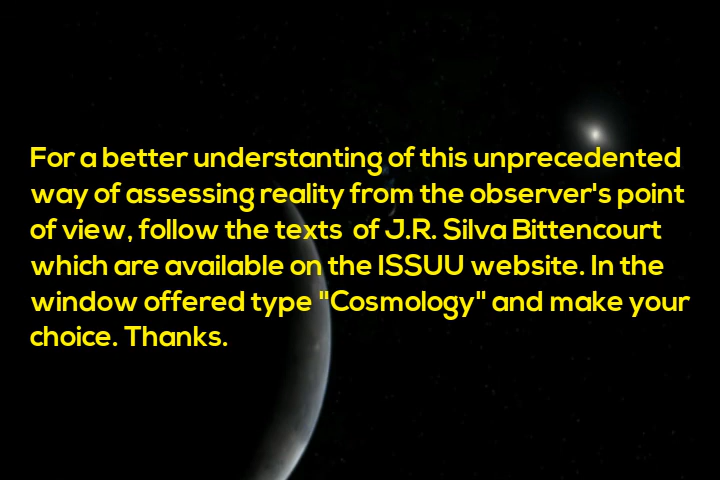 For a better understanting of this unprecedented
way of assessing reality from the observer's point
of view, follow the texts  of J.R. Silva Bittencourt
which are available on the ISSUU website. In the
window offered type "Cosmology" and make your
choice. Thanks.